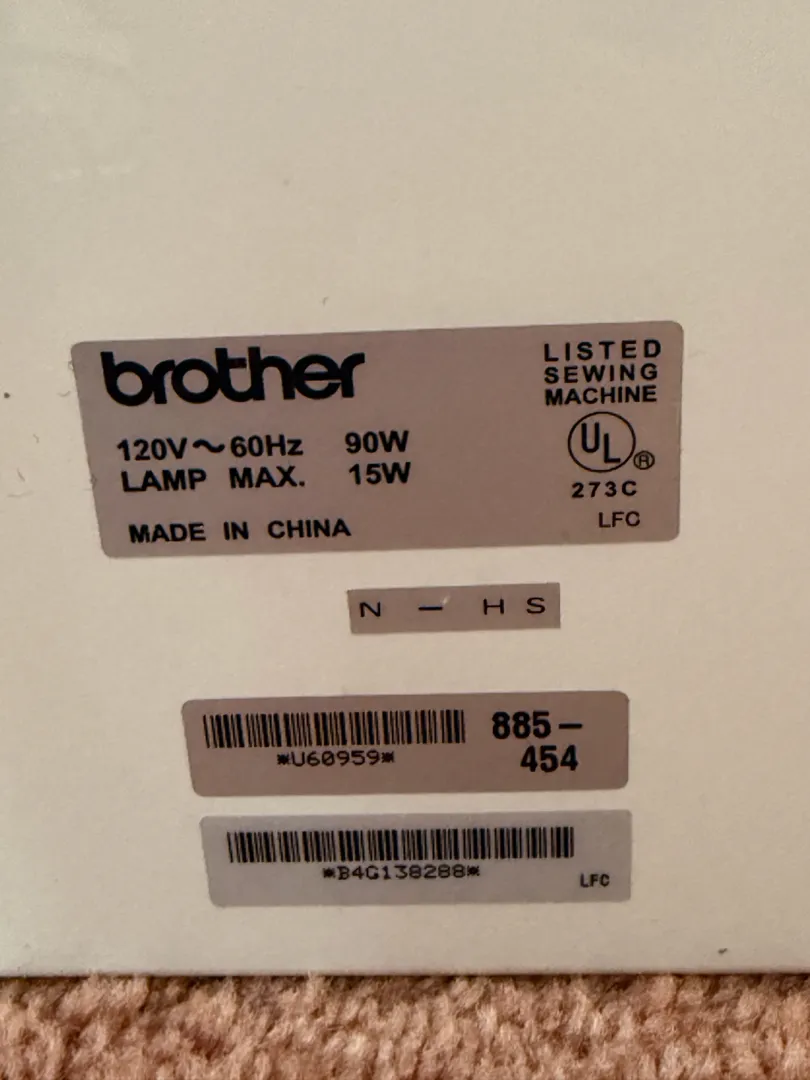 brother
120V～60Hz 90W
LAMP MAX. 15W
MADE IN CHINA
LISTED
SEWING
MACHINE
UL®
273C
LFC
N — HS
*U60959*
885–
454
*B4G138288*
LFC